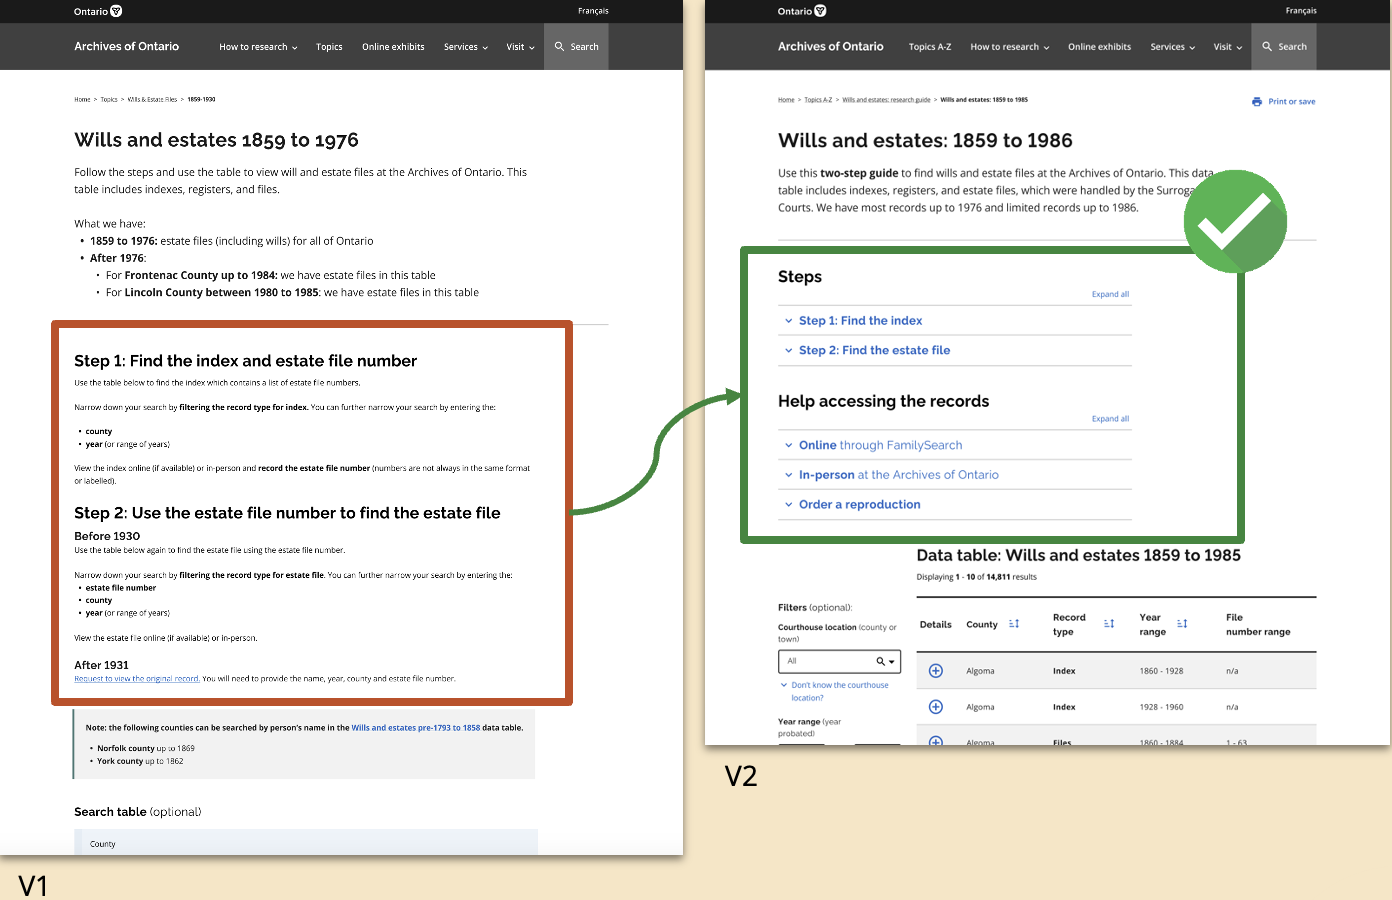 Ontario
Français
Archives of Ontario
How to research
Topics
Online exhibits
Services
Visit
Search
Home > Topics > Wills & Estate Files > 1859-1930
Wills and estates 1859 to 1976
Follow the steps and use the table to view will and estate files at the Archives of Ontario. This
table includes indexes, registers, and files.
What we have:
• 1859 to 1976: estate files (including wills) for all of Ontario
• After 1976:
• For Frontenac County up to 1984: we have estate files in this table
• For Lincoln County between 1980 to 1985: we have estate files in this table
Step 1: Find the index and estate file number
Use the table below to find the index which contains a list of estate file numbers.
Narrow down your search by filtering the record type for index. You can further narrow your search by entering the:
• county
• year (or range of years)
View the index online (if available) or in-person and record the estate file number (numbers are not always in the same format
or labelled).
Step 2: Use the estate file number to find the estate file
Before 1930
Use the table below again to find the estate file using the estate file number.
Narrow down your search by filtering the record type for estate file. You can further narrow your search by entering the:
• estate file number
• county
• year (or range of years)
View the estate file online (if available) or in-person.
After 1931
Request to view the original record. You will need to provide the name, year, county and estate file number.
Note: the following counties can be searched by person's name in the Wills and estates pre-1793 to 1858 data table.
• Norfolk county up to 1869
• York county up to 1862
Search table (optional)
County
V1
Ontario
Français
Archives of Ontario
Topics A-Z
How to research
Online exhibits
Services
Visit
Search
Home > Topics A-Z > Wills and estates: research guide > Wills and estates: 1859 to 1985
Print or save
Wills and estates: 1859 to 1986
Use this two-step guide to find wills and estate files at the Archives of Ontario. This data
table includes indexes, registers, and estate files, which were handled by the Surroga
Courts. We have most records up to 1976 and limited records up to 1986.
Steps
Expand all
Step 1: Find the index
Step 2: Find the estate file
Help accessing the records
Expand all
Online through FamilySearch
In-person at the Archives of Ontario
Order a reproduction
Data table: Wills and estates 1859 to 1985
Displaying 1 - 10 of 14,811 results
Filters (optional):
Courthouse location (county or
town)
All
Don't know the courthouse
location?
Year range (year
probated)
Details
County
Record
type
Year
range
File
number range
Algoma
Index
1860 - 1928
n/a
Algoma
Index
1928 - 1960
n/a
Algoma
Files
1860 - 1884
1 - 63
V2